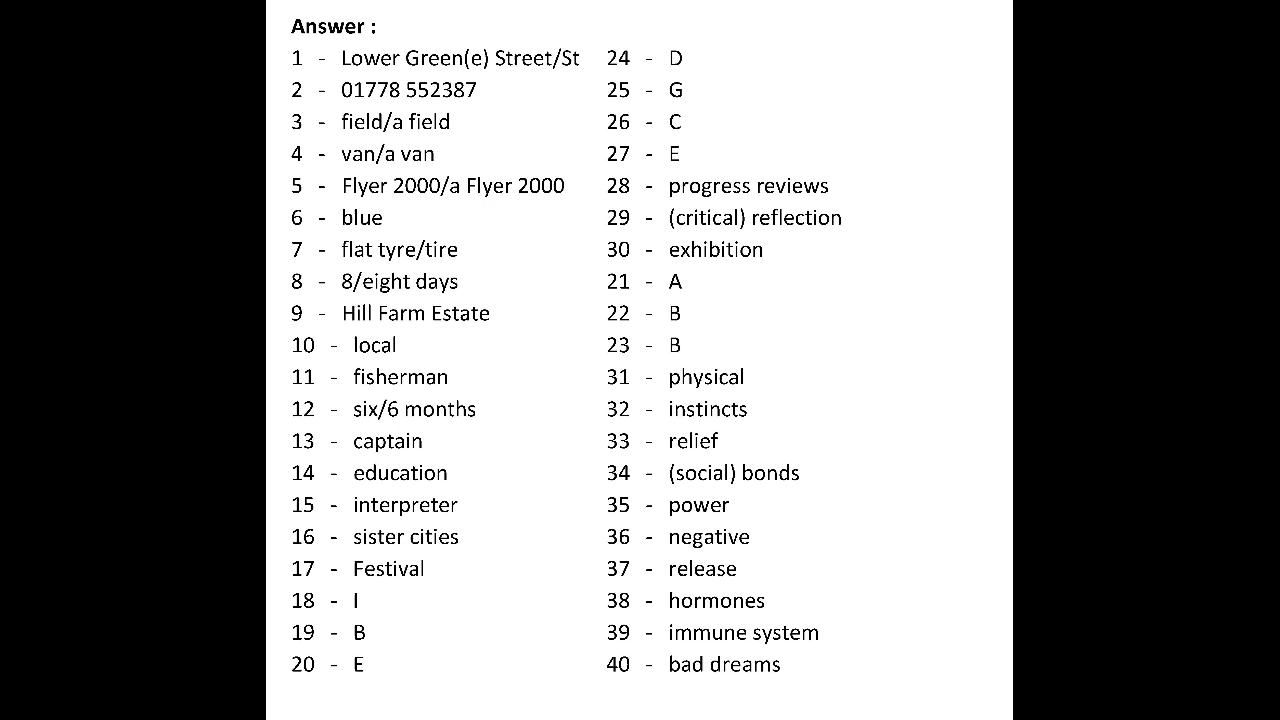 Answer :
1 - Lower Green(e) Street/St
2 - 01778 552387
3 - field/a field
4 - van/a van
5 - Flyer 2000/a Flyer 2000
6 - blue
7 - flat tyre/tire
8 - 8/eight days
9 - Hill Farm Estate
10 - local
11 - fisherman
12 - six/6 months
13 - captain
14 - education
15 - interpreter
16 - sister cities
17 - Festival
18 - I
19 - B
20 - E
24 - D
25 - G
26 - C
27 - E
28 - progress reviews
29 - (critical) reflection
30 - exhibition
21 - A
22 - B
23 - B
31 - physical
32 - instincts
33 - relief
34 - (social) bonds
35 - power
36 - negative
37 - release
38 - hormones
39 - immune system
40 - bad dreams